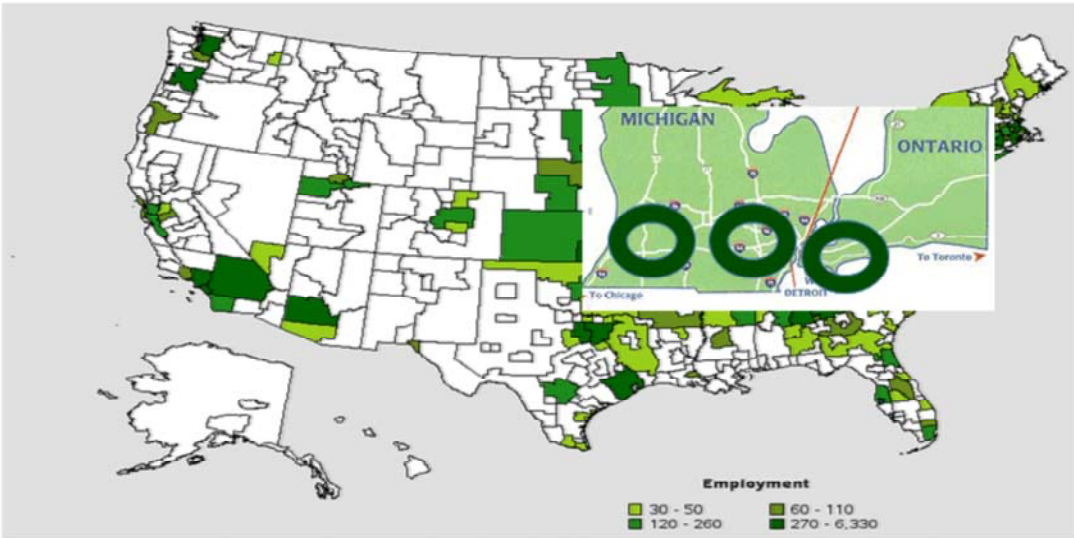 MICHIGAN
ONTARIO
To Toronto
To Chicago
DETROIT
Employment
30 - 50
60 - 110
120 - 260
270 - 6,330